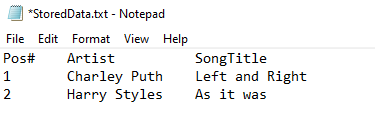 *StoredData.txt - Notepad
File Edit Format View Help
Pos# Artist SongTitle
1 Charley Puth Left and Right
2 Harry Styles As it was